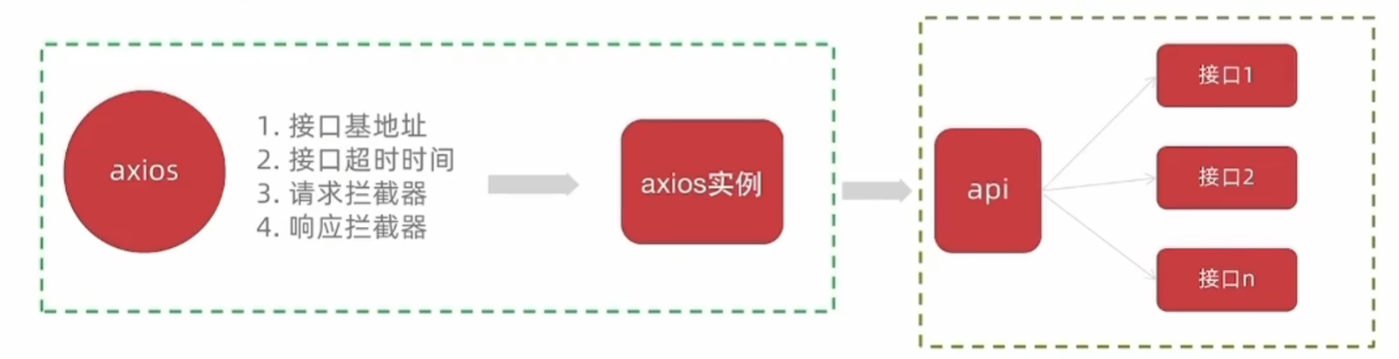 axios
1. 接口基地址
2. 接口超时时间
3. 请求拦截器
4. 响应拦截器
axios实例
api
接口1
接口2
接口n